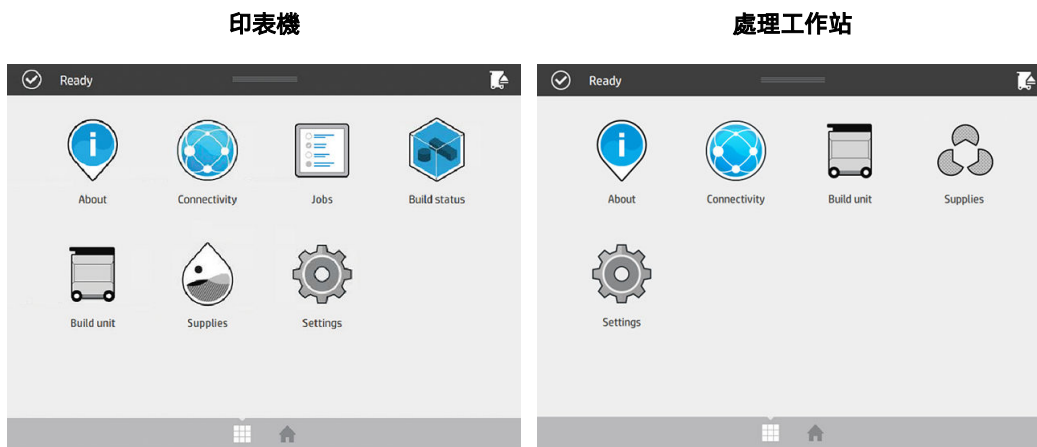 印表機
處理工作站
Ready
About
Connectivity
Jobs
Build status
Build unit
Supplies
Settings
Ready
About
Connectivity
Build unit
Supplies
Settings